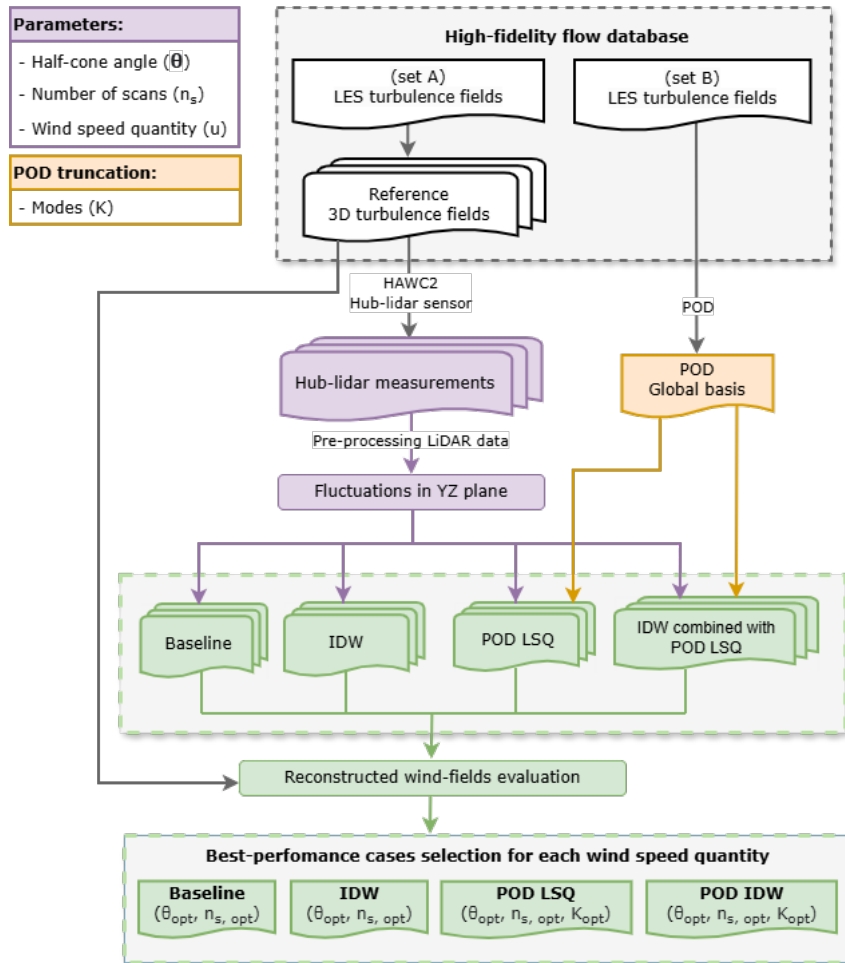 Parameters:
- Half-cone angle (θ)
- Number of scans (nₛ)
- Wind speed quantity (u)
POD truncation:
- Modes (K)
High-fidelity flow database
(set A)
LES turbulence fields
(set B)
LES turbulence fields
Reference
3D turbulence fields
HAWC2
Hub-lidar sensor
POD
Hub-lidar measurements
POD
Global basis
Pre-processing LiDAR data
Fluctuations in YZ plane
Baseline
IDW
POD LSQ
IDW combined with
POD LSQ
Reconstructed wind-fields evaluation
Best-perfomance cases selection for each wind speed quantity
Baseline
(θopt, ns, opt)
IDW
(θopt, ns, opt)
POD LSQ
(θopt, ns, opt, Kopt)
POD IDW
(θopt, ns, opt, Kopt)